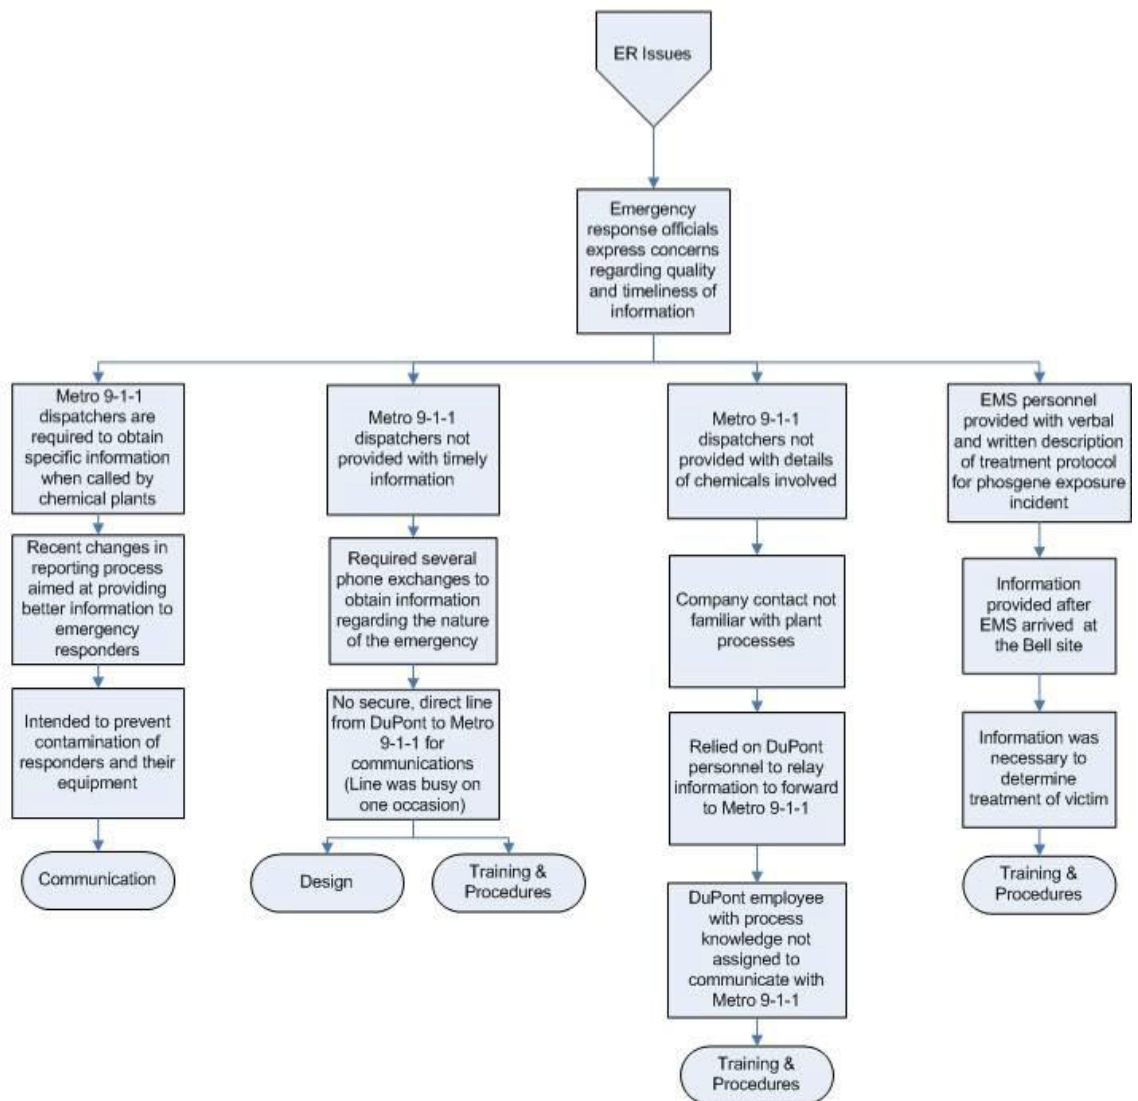 ER Issues
Emergency
response officials
express concerns
regarding quality
and timeliness of
information
Metro 9-1-1
dispatchers are
required to obtain
specific information
when called by
chemical plants
Recent changes in
reporting process
aimed at providing
better information to
emergency
responders
Intended to prevent
contamination of
responders and their
equipment
Communication
Metro 9-1-1
dispatchers not
provided with timely
information
Required several
phone exchanges to
obtain information
regarding the nature
of the emergency
No secure, direct line
from DuPont to Metro
9-1-1 for
communications
(Line was busy on
one occasion)
Design
Training &
Procedures
Metro 9-1-1
dispatchers not
provided with details
of chemicals involved
Company contact not
familiar with plant
processes
Relied on DuPont
personnel to relay
information to forward
to Metro 9-1-1
DuPont employee
with process
knowledge not
assigned to
communicate with
Metro 9-1-1
Training &
Procedures
EMS personnel
provided with verbal
and written description
of treatment protocol
for phosgene exposure
incident
Information
provided after
EMS arrived at
the Bell site
Information was
necessary to
determine
treatment of victim
Training &
Procedures